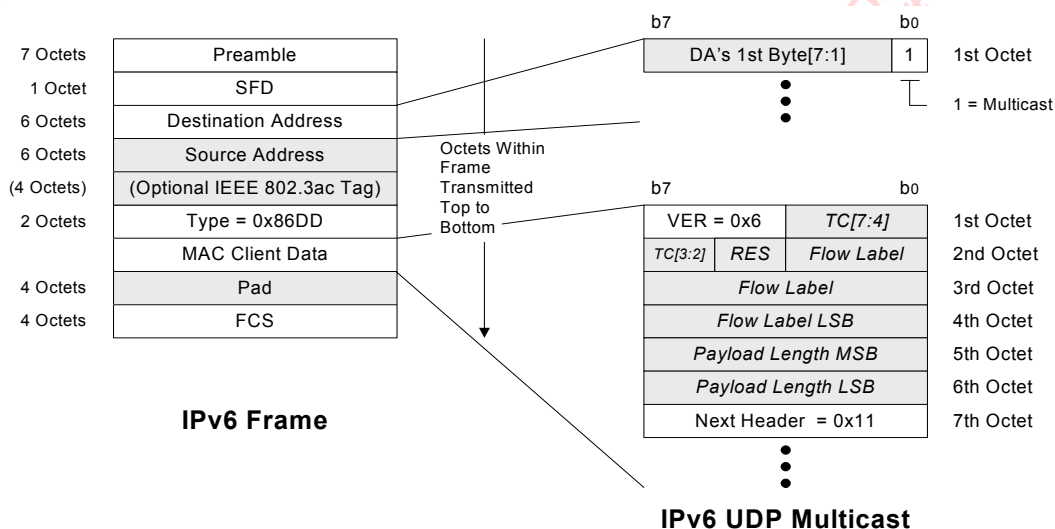 7 Octets Preamble
1 Octet SFD
6 Octets Destination Address
6 Octets Source Address
(4 Octets) (Optional IEEE 802.3ac Tag)
2 Octets Type = 0x86DD
MAC Client Data
4 Octets Pad
4 Octets FCS
IPv6 Frame
Octets Within
Frame
Transmitted
Top to
Bottom
b7 b0
DA's 1st Byte[7:1] 1 1st Octet
1 = Multicast
b7 b0
VER = 0x6 TC[7:4] 1st Octet
TC[3:2] RES Flow Label 2nd Octet
Flow Label 3rd Octet
Flow Label LSB 4th Octet
Payload Length MSB 5th Octet
Payload Length LSB 6th Octet
Next Header = 0x11 7th Octet
IPv6 UDP Multicast